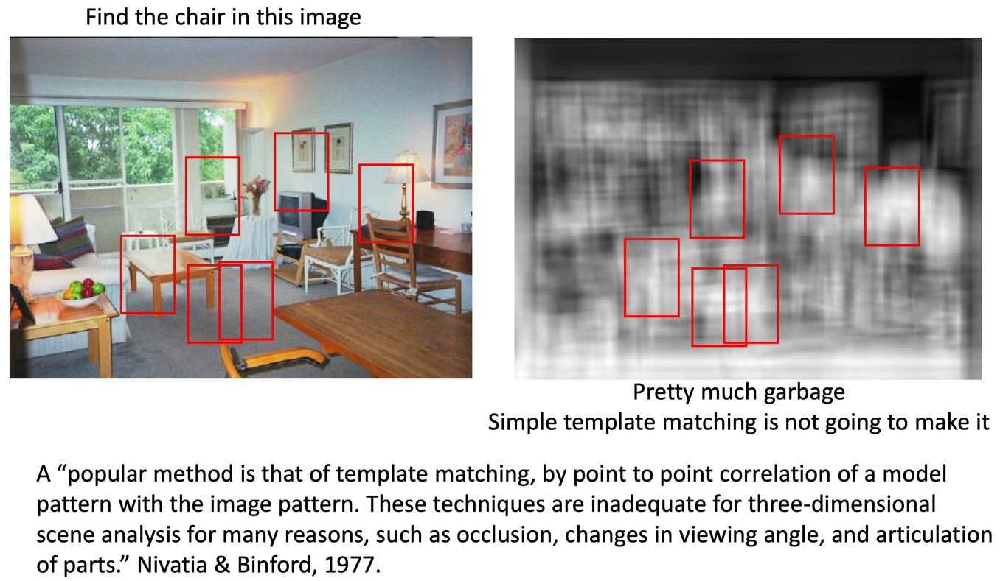 Find the chair in this image
Pretty much garbage
Simple template matching is not going to make it
A “popular method is that of template matching, by point to point correlation of a model
pattern with the image pattern. These techniques are inadequate for three-dimensional
scene analysis for many reasons, such as occlusion, changes in viewing angle, and articulation
of parts.” Nivatia & Binford, 1977.